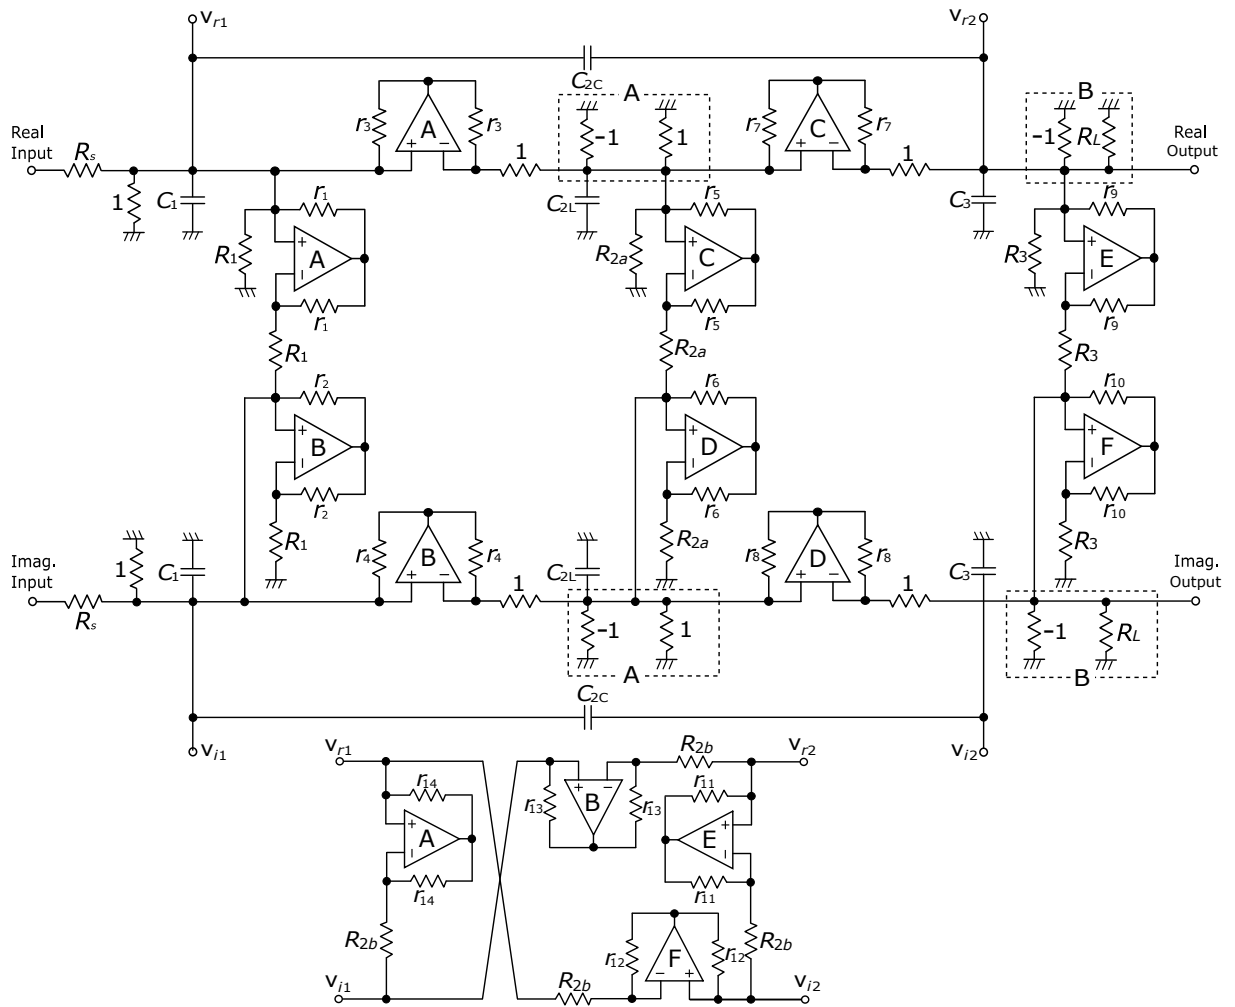 Vr1
Vr2
C2C
A
B
r3
A
r3
-1
1
r7
C
r7
-1
RL
Real
Input
Rs
1
1
Real
Output
1
C1
r1
C2L
r5
C3
r9
R1
A
R2a
C
R3
E
r1
r5
r9
R1
R2a
R3
r2
r6
r10
B
D
F
r2
r6
r10
Imag.
Input
1
C1
R1
r4
B
r4
C2L
R2a
r8
D
r8
C3
R3
Imag.
Output
Rs
1
1
-1
1
-1
RL
A
B
C2C
Vi1
Vi2
Vr1
R2b
Vr2
r14
A
r14
r13
B
r13
r11
E
r11
R2b
r12
F
r12
R2b
Vi1
R2b
Vi2